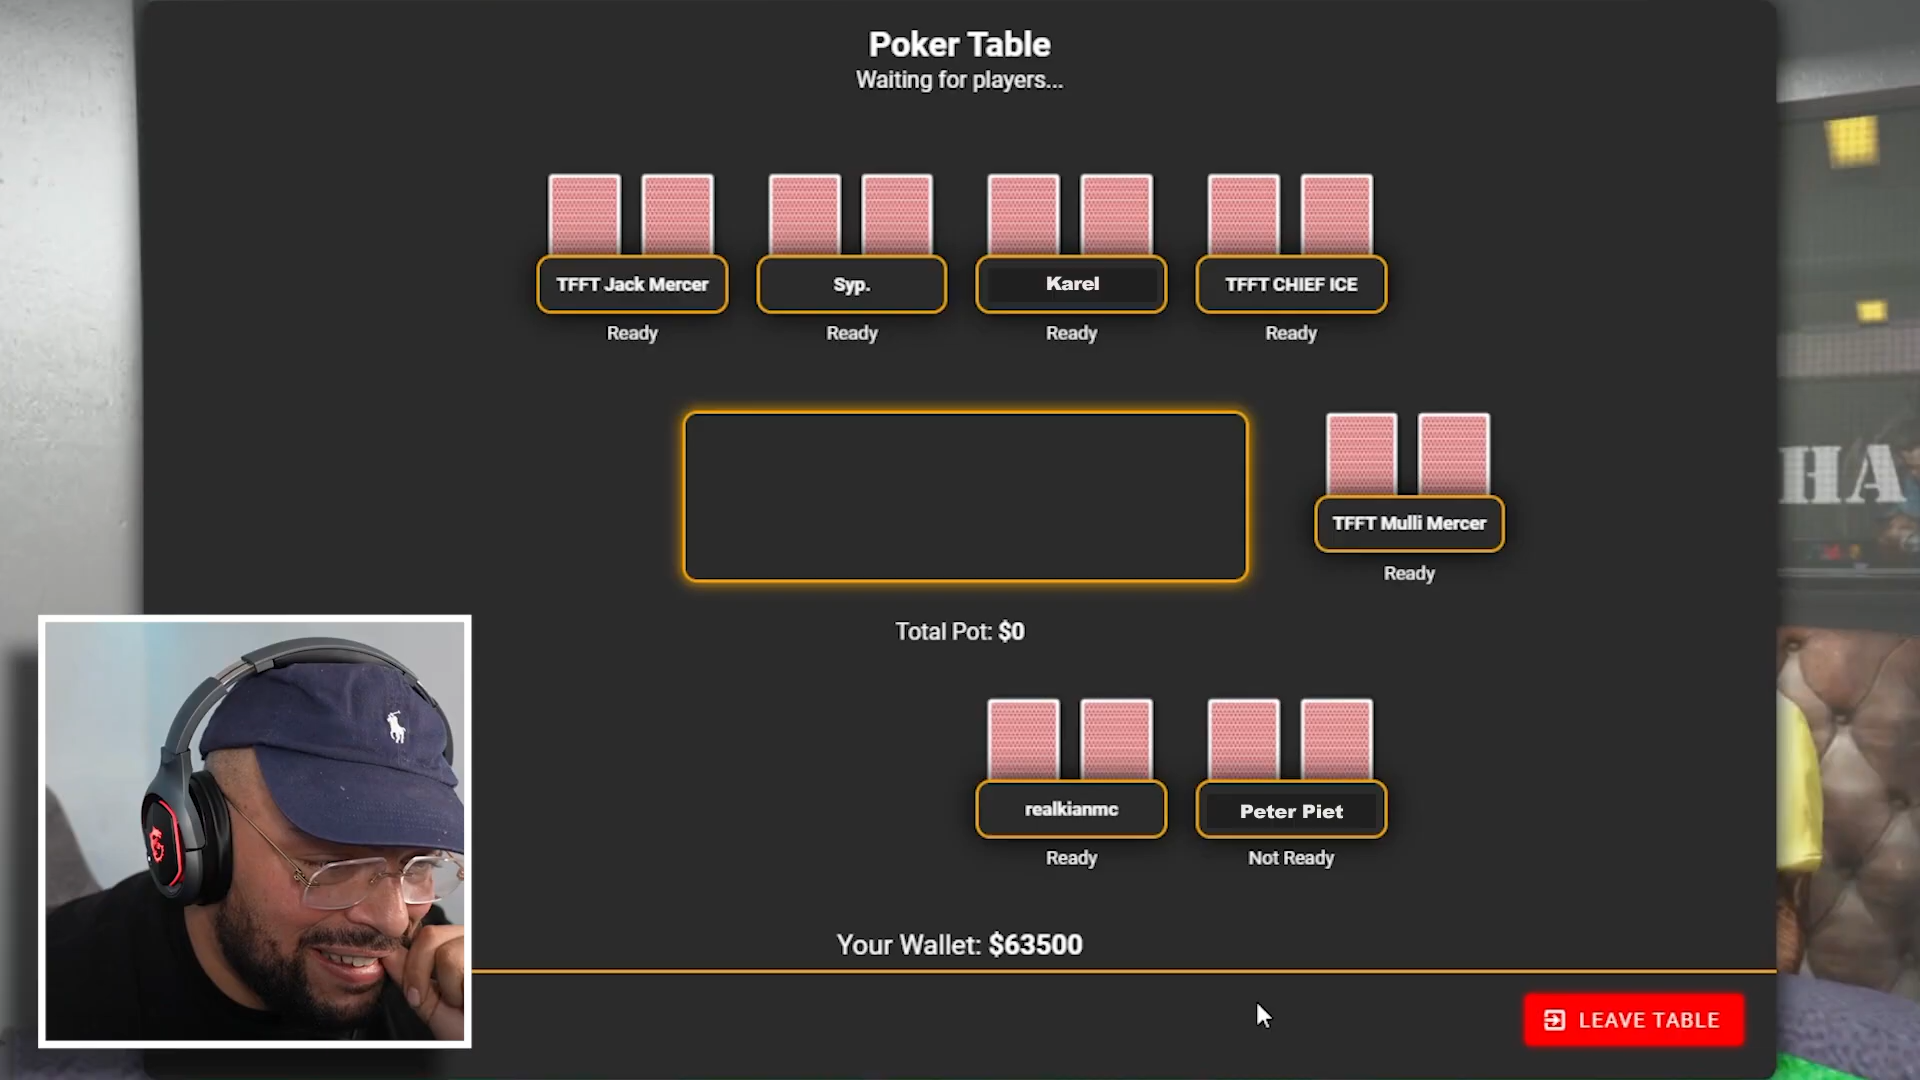 Poker Table
Waiting for players...
TFFT Jack Mercer
Syp.
Karel
TFFT CHIEF ICE
Ready
Ready
Ready
Ready
HA
TFFT Mulli Mercer
Ready
Total Pot: $0
realkianmc
Peter Piet
Ready
Not Ready
Your Wallet: $63500
LEAVE TABLE